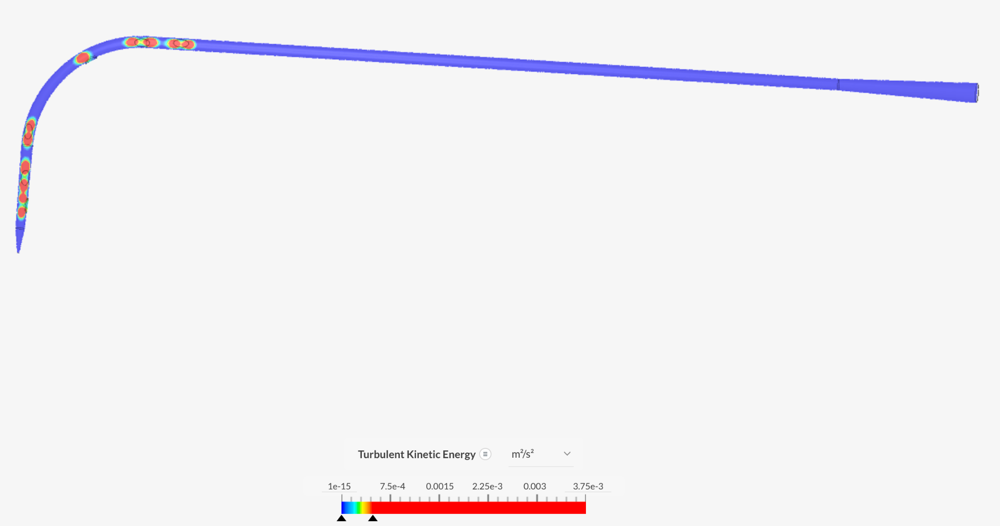 Turbulent Kinetic Energy m²/s²
1e-15 7.5e-4 0.0015 2.25e-3 0.003 3.75e-3